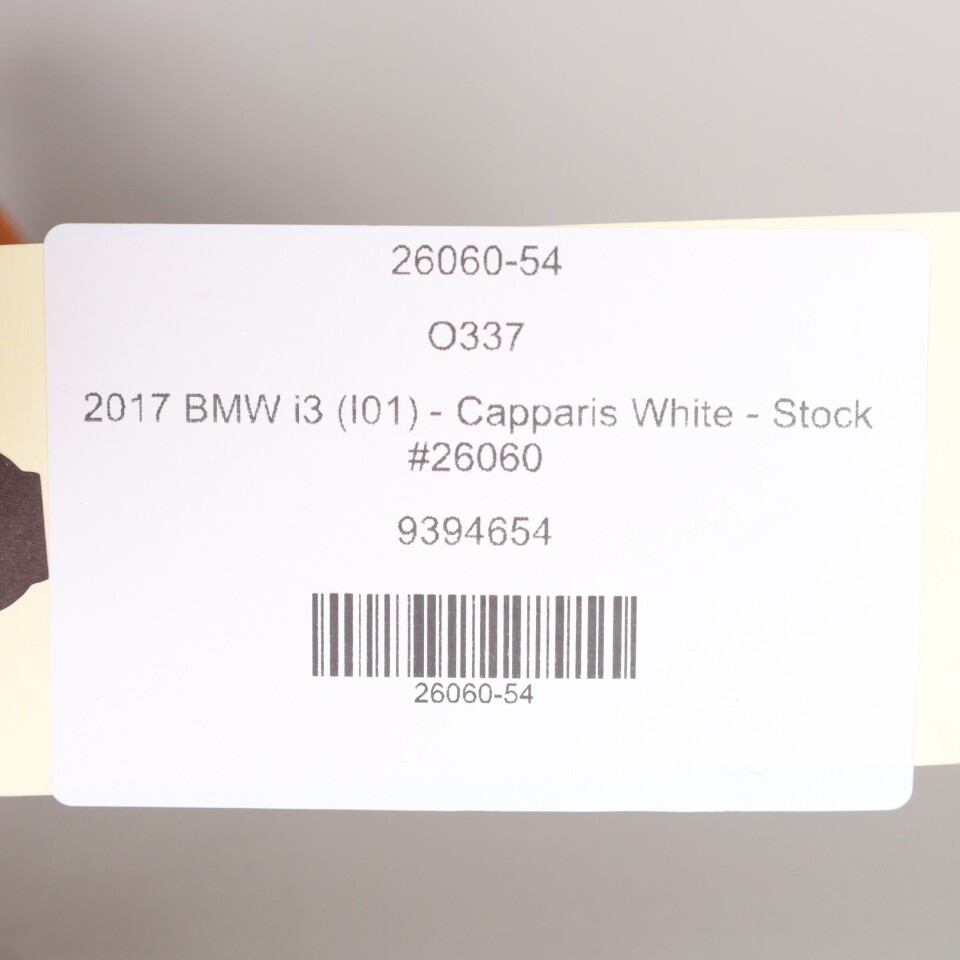 26060-54
O337
2017 BMW i3 (I01) - Capparis White - Stock
#26060
9394654
26060-54